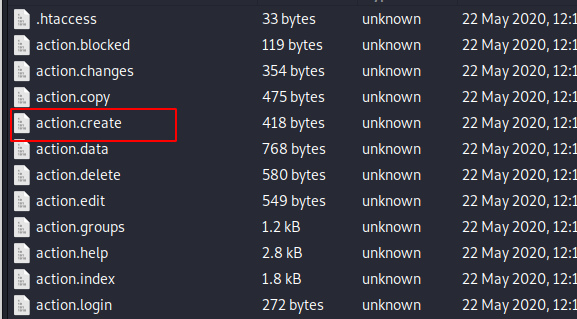 .htaccess 33 bytes unknown 22 May 2020, 12:1
action.blocked 119 bytes unknown 22 May 2020, 12:1
action.changes 354 bytes unknown 22 May 2020, 12:1
action.copy 475 bytes unknown 22 May 2020, 12:1
action.create 418 bytes unknown 22 May 2020, 12:1
action.data 768 bytes unknown 22 May 2020, 12:1
action.delete 580 bytes unknown 22 May 2020, 12:1
action.edit 549 bytes unknown 22 May 2020, 12:1
action.groups 1.2 kB unknown 22 May 2020, 12:1
action.help 2.8 kB unknown 22 May 2020, 12:1
action.index 1.8 kB unknown 22 May 2020, 12:1
action.login 272 bytes unknown 22 May 2020, 12:1